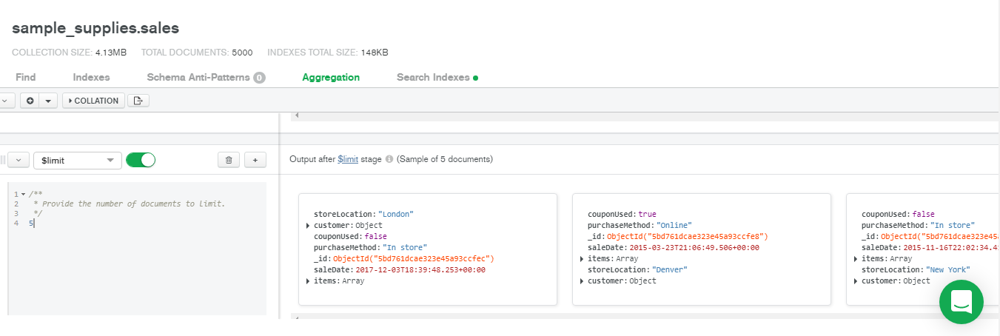 sample_supplies.sales
COLLECTION SIZE: 4.13MB TOTAL DOCUMENTS: 5000 INDEXES TOTAL SIZE: 148KB
Find Indexes Schema Anti-Patterns 0 Aggregation Search Indexes
COLLATION
$limit
Output after $limit stage (Sample of 5 documents)
1 /**
2 * Provide the number of documents to limit.
3 */
4 5
storeLocation: "London"
customer: Object
couponUsed: false
purchaseMethod: "In store"
_id: ObjectId("5bd761dcae323e45a93ccfec")
saleDate: 2017-12-03T18:39:48.253+00:00
items: Array
couponUsed: true
purchaseMethod: "Online"
_id: ObjectId("5bd761dcae323e45a93ccfe8")
saleDate: 2015-03-23T21:06:49.506+00:00
items: Array
storeLocation: "Denver"
customer: Object
couponUsed: false
purchaseMethod: "In store"
_id: ObjectId("5bd761dcae323e45a
saleDate: 2015-11-16T22:02:34.4
items: Array
storeLocation: "New York"
customer: Object